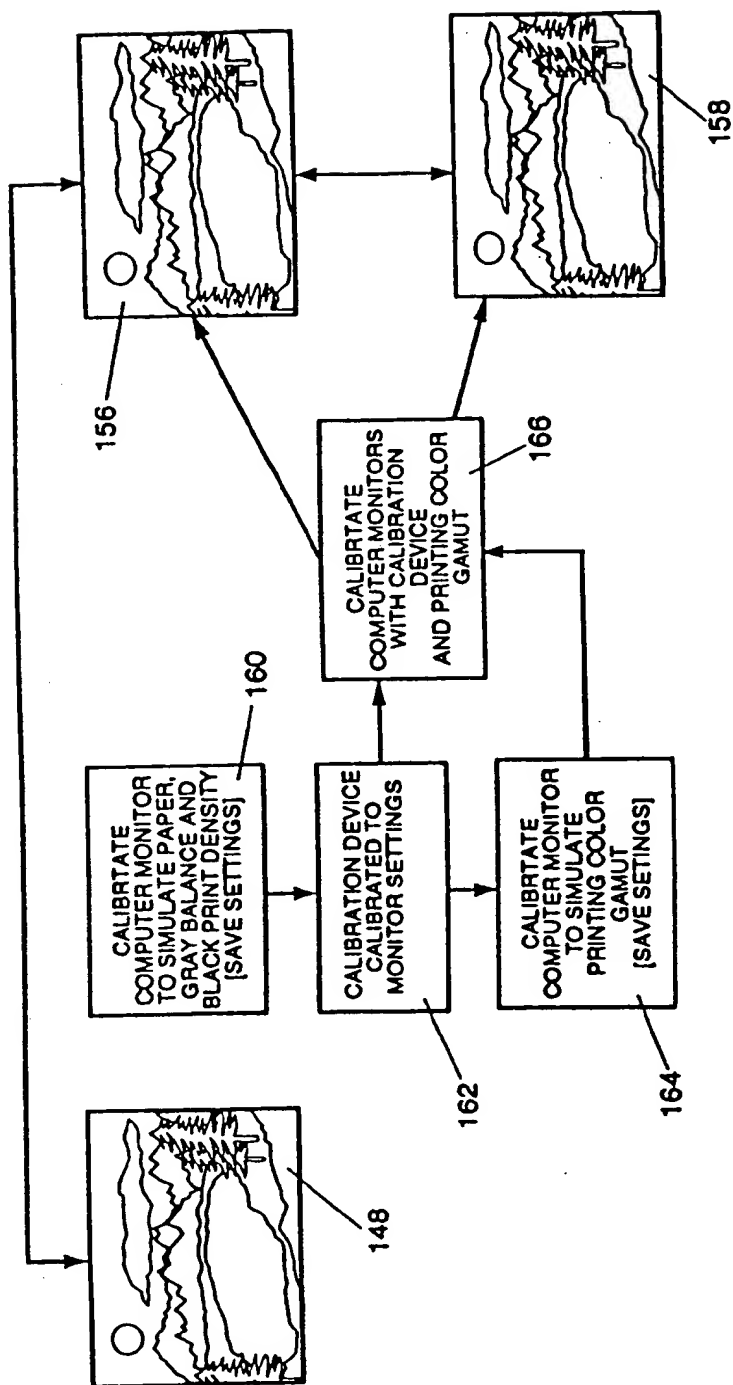 148
CALIBRTATE
COMPUTER MONITOR
TO SIMULATE PAPER,
GRAY BALANCE AND
BLACK PRINT DENSITY
[SAVE SETTINGS]
160
CALIBRATION DEVICE
CALIBRATED TO
MONITOR SETTINGS
162
CALIBRTATE
COMPUTER MONITOR
TO SIMULATE
PRINTING COLOR
GAMUT
[SAVE SETINGS]
164
CALIBRTATE
COMPUTER MONITORS
WITH CALIBRATION
DEVICE
AND PRINTING COLOR
GAMUT
166
156
158